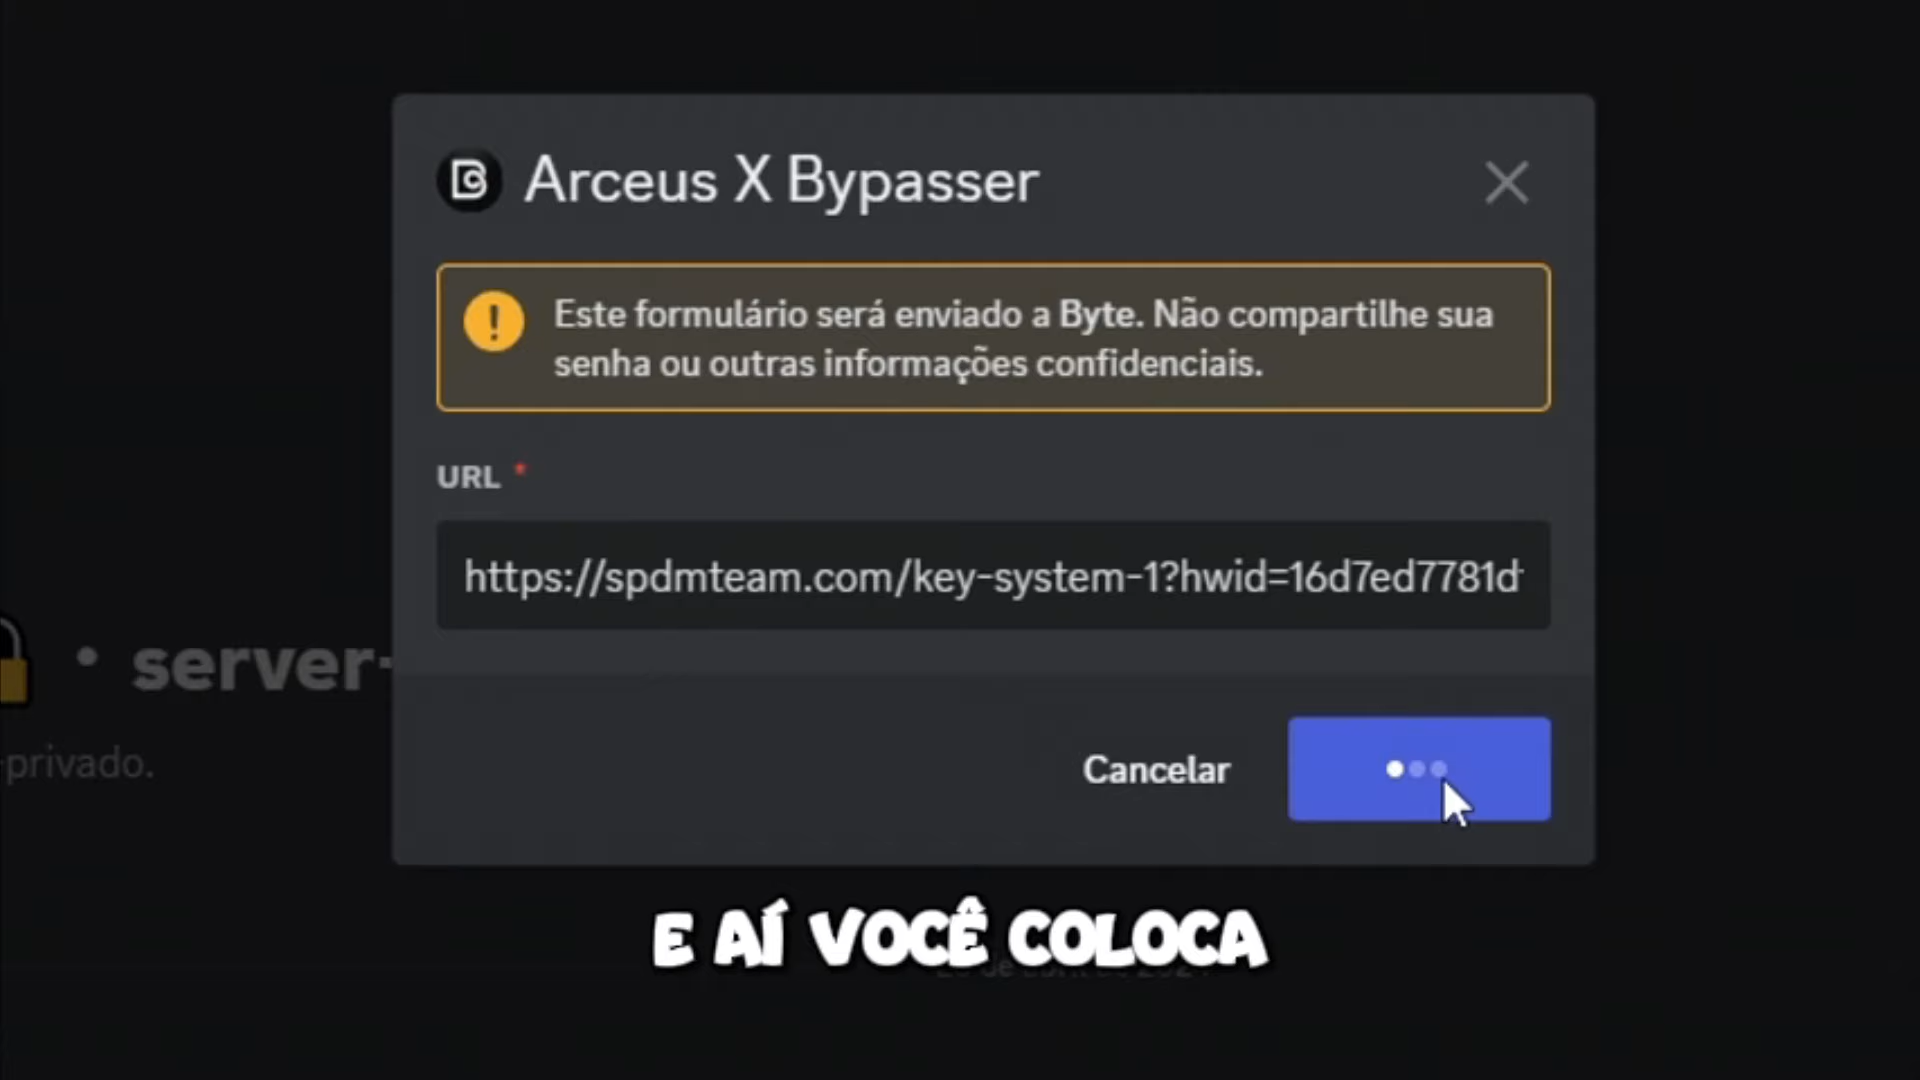 Arceus X Bypasser
Este formulário será enviado a Byte. Não compartilhe sua
senha ou outras informações confidenciais.
URL *
https://spdmteam.com/key-system-1?hwid=16d7ed7781d
• server-
-privado.
Cancelar
E AÍ VOCÊ COLOCA